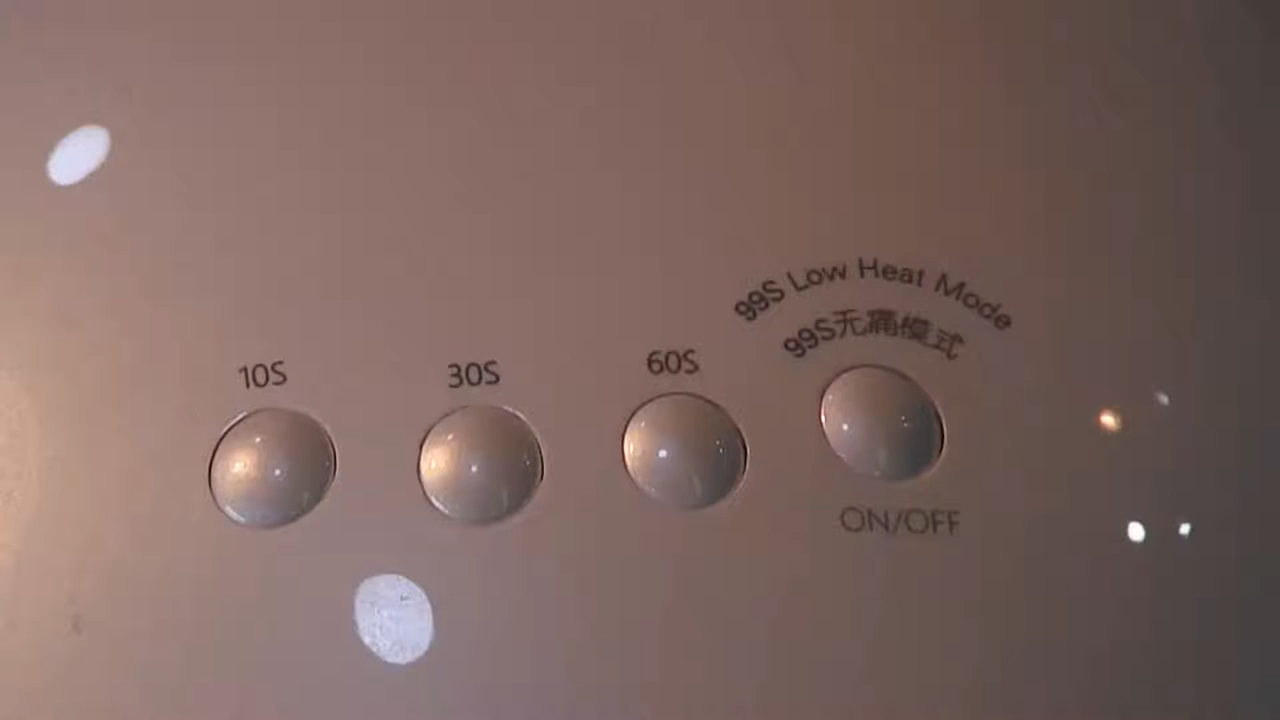 99S Low Heat Mode
99S无痛模式
10S
30S
60S
ON/OFF